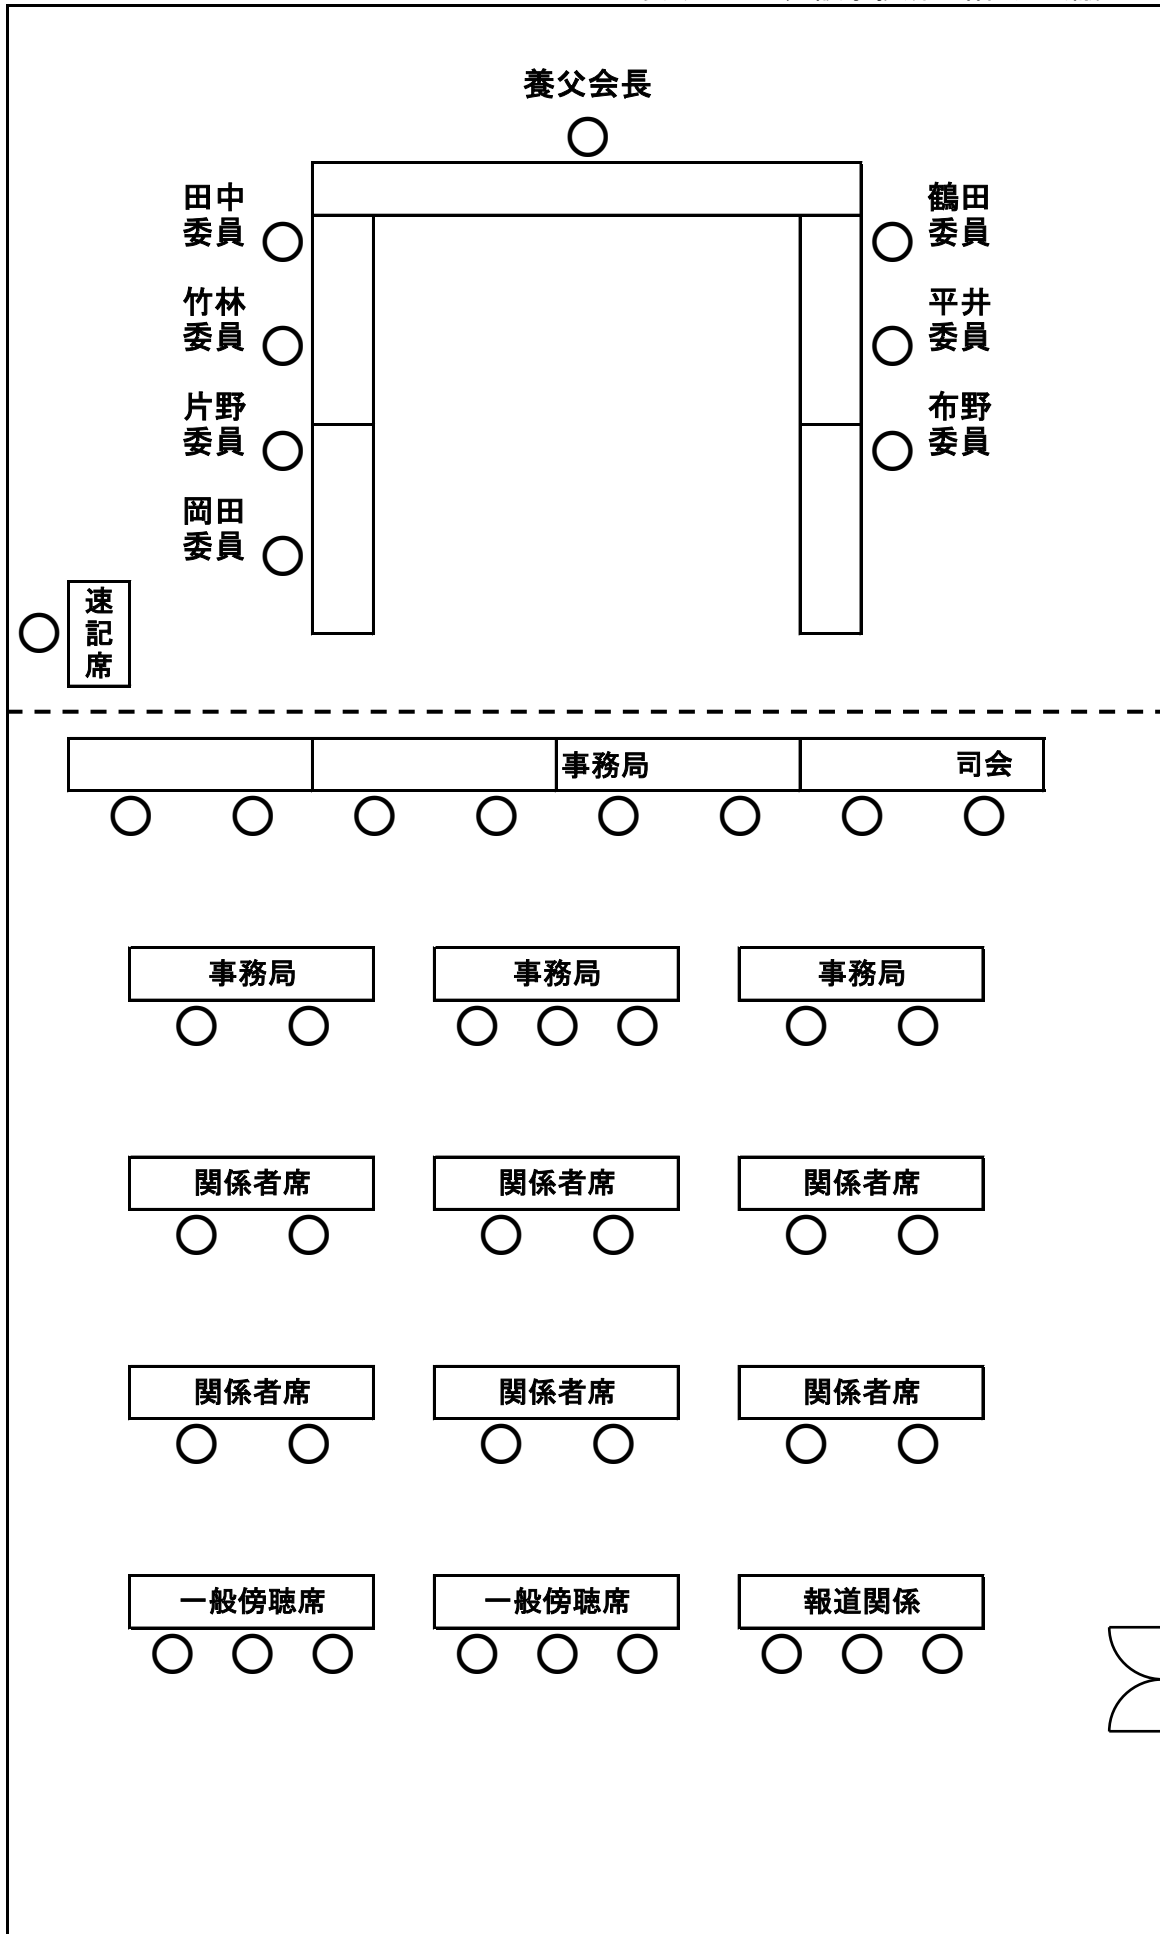 養父会長
田中
委員
鶴田
委員
竹林
委員
平井
委員
片野
委員
布野
委員
岡田
委員
速
記
席
事務局
司会
事務局
事務局
事務局
関係者席
関係者席
関係者席
関係者席
関係者席
関係者席
一般傍聴席
一般傍聴席
報道関係